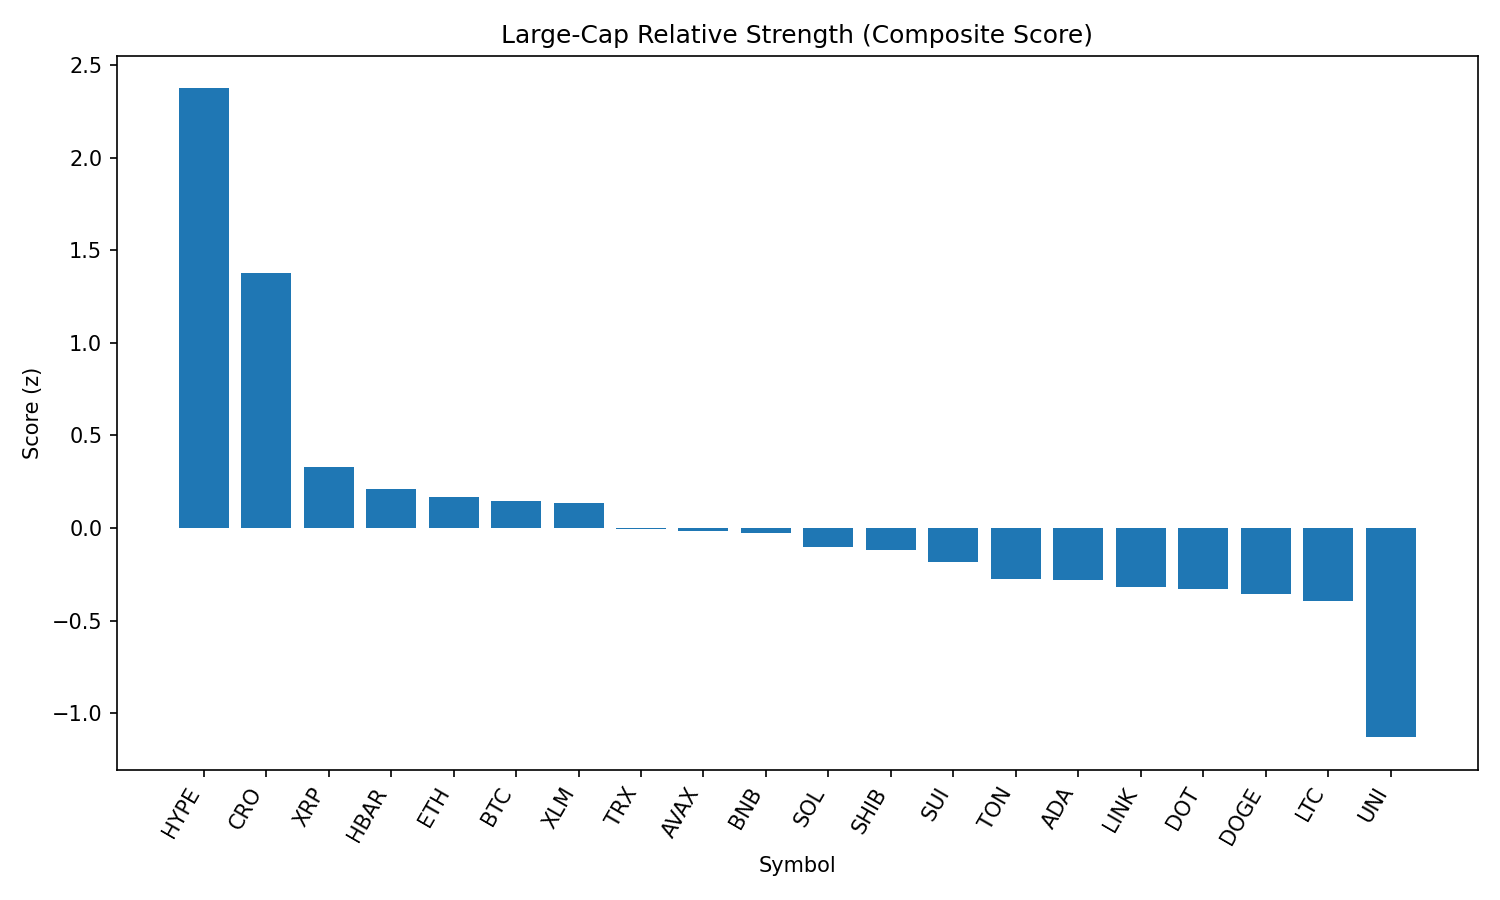 Large-Cap Relative Strength (Composite Score)
Score (z)
2.5
2.0
1.5
1.0
0.5
0.0
−0.5
−1.0
HYPE
CRO
XRP
HBAR
ETH
BTC
XLM
TRX
AVAX
BNB
SOL
SHIB
SUI
TON
ADA
LINK
DOT
DOGE
LTC
UNI
Symbol